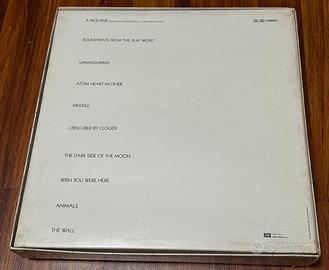 A NICE PAIR
SOUNDTRACK FROM THE FILM "MORE"
UMMAGUMMA
ATOM HEART MOTHER
MEDDLE
OBSCURED BY CLOUDS
THE DARK SIDE OF THE MOON
WISH YOU WERE HERE
ANIMALS
THE WALL
EMI